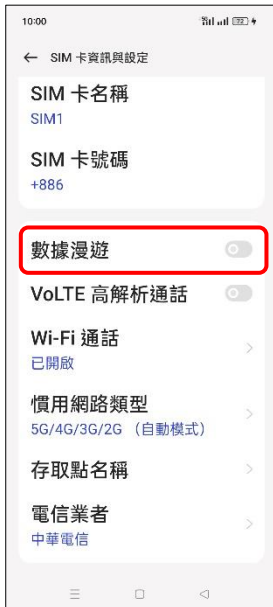 10:00
72
← SIM 卡資訊與設定
SIM 卡名稱
SIM1
SIM 卡號碼
+886
數據漫遊
VoLTE 高解析通話
Wi-Fi 通話
已開啟
慣用網路類型
5G/4G/3G/2G （自動模式）
存取點名稱
電信業者
中華電信